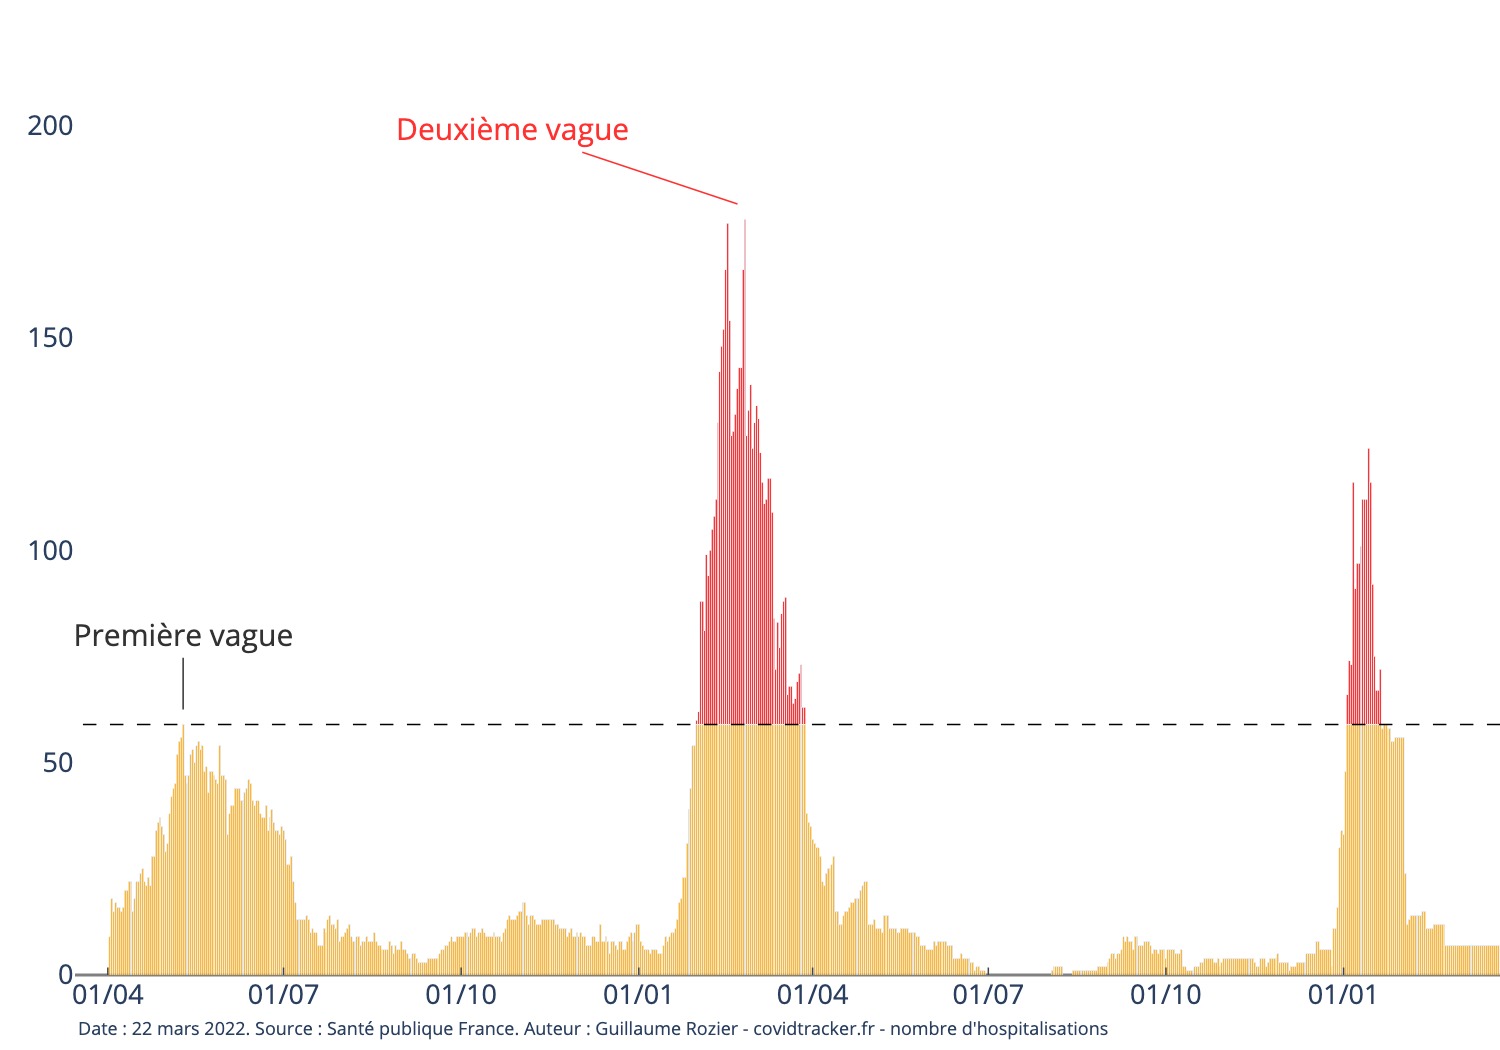 200
Deuxième vague
150
100
Première vague
50
0
01/04 01/07 01/10 01/01 01/04 01/07 01/10 01/01
Date : 22 mars 2022. Source : Santé publique France. Auteur : Guillaume Rozier - covidtracker.fr - nombre d'hospitalisations